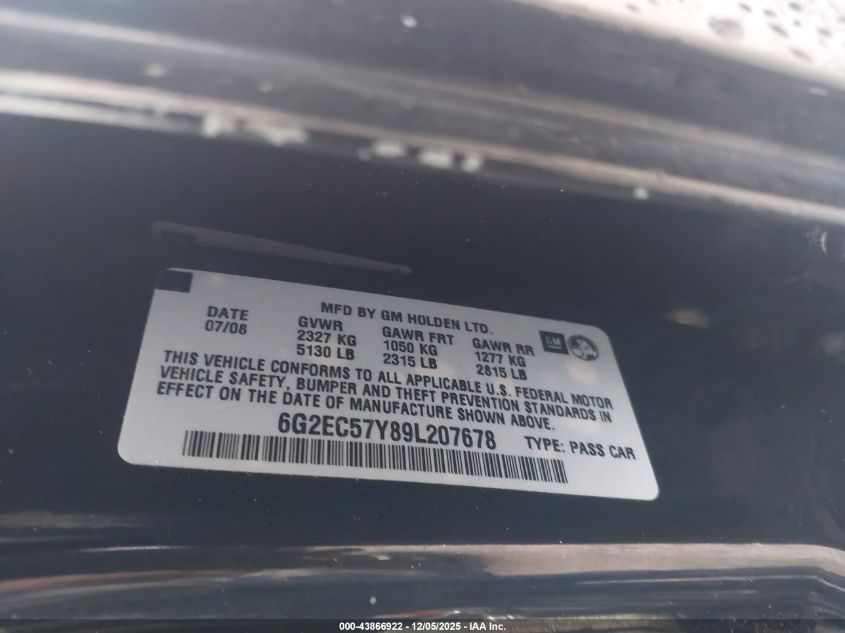 MFD BY GM HOLDEN LTD.
DATE GVWR GAWR FRT GAWR RR
07/08 2327 KG 1050 KG 1277 KG
5130 LB 2315 LB 2815 LB
GM
THIS VEHICLE CONFORMS TO ALL APPLICABLE U.S. FEDERAL MOTOR
VEHICLE SAFETY, BUMPER AND THEFT PREVENTION STANDARDS IN
EFFECT ON THE DATE OF MANUFACTURE SHOWN ABOVE.
6G2EC57Y89L207678 TYPE: PASS CAR
000-43866922 - 12/05/2025 - IAA Inc.